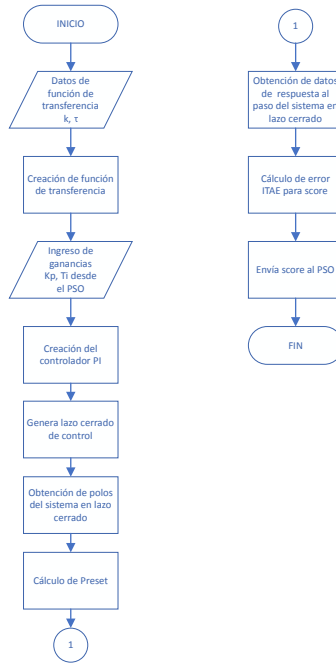 INICIO
Datos de
función de
transferencia
k, τ
Creación de función
de transferencia
Ingreso de
ganancias
Kp, Ti desde
el PSO
Creación del
controlador PI
Genera lazo cerrado
de control
Obtención de polos
del sistema en lazo
cerrado
Cálculo de Preset
1
1
Obtención de datos
de respuesta al
paso del sistema en
lazo cerrado
Cálculo de error
ITAE para score
Envía score al PSO
FIN